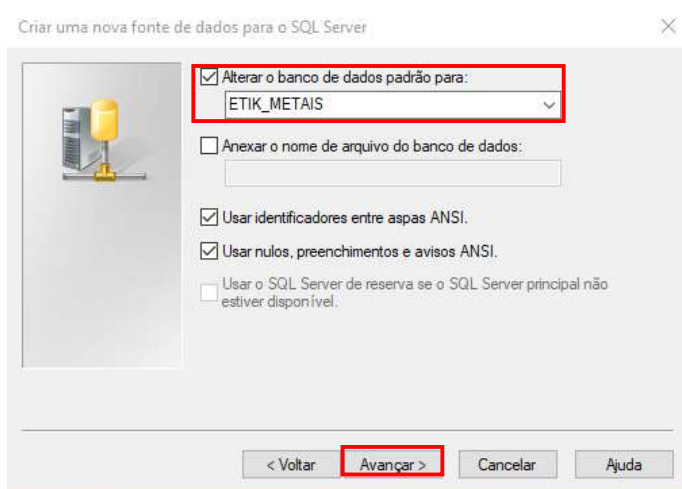 Criar uma nova fonte de dados para o SQL Server
Alterar o banco de dados padrão para:
ETIK_METAIS
Anexar o nome de arquivo do banco de dados:
Usar identificadores entre aspas ANSI.
Usar nulos, preenchimentos e avisos ANSI.
Usar o SQL Server de reserva se o SQL Server principal não
estiver disponível.
< Voltar
Avançar >
Cancelar
Ajuda